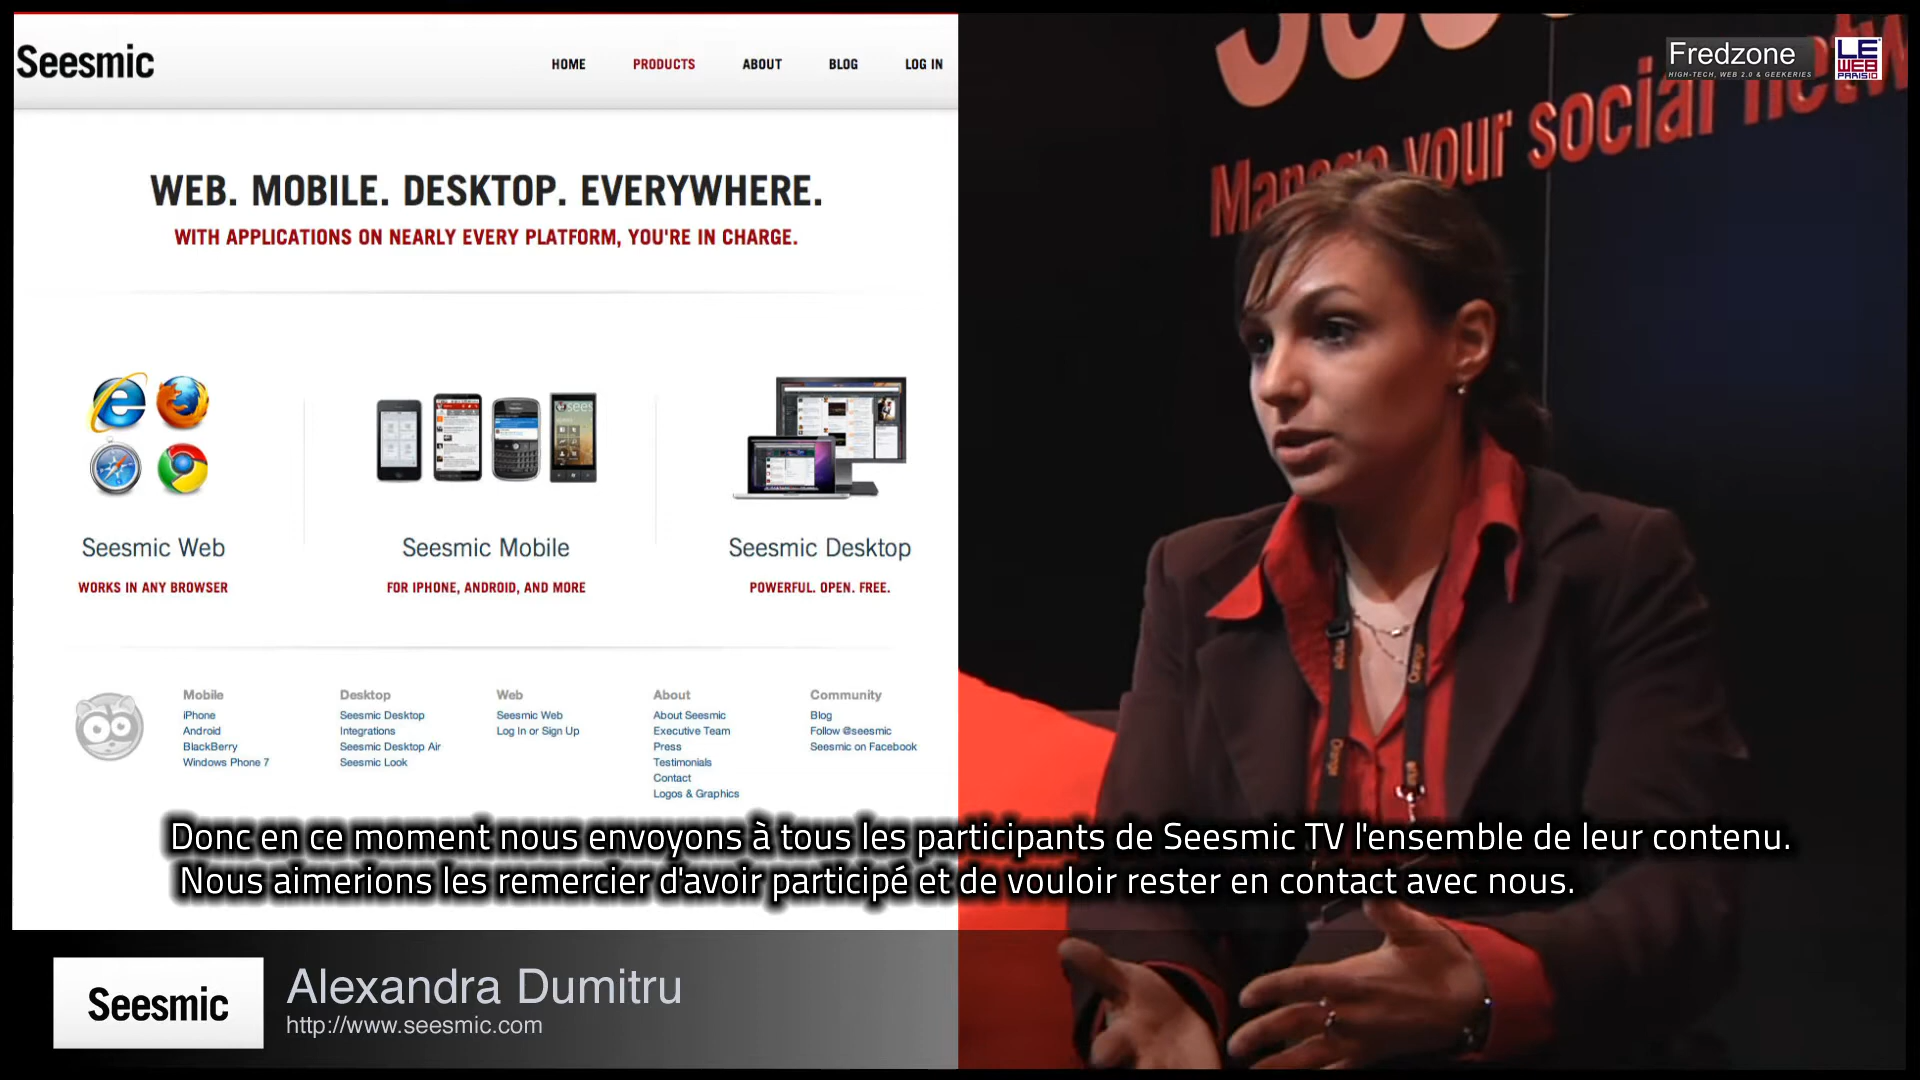 Seesmic
HOME PRODUCTS ABOUT BLOG LOG IN
WEB. MOBILE. DESKTOP. EVERYWHERE.
WITH APPLICATIONS ON NEARLY EVERY PLATFORM, YOU'RE IN CHARGE.
Seesmic Web
WORKS IN ANY BROWSER
Seesmic Mobile
FOR IPHONE, ANDROID, AND MORE
Seesmic Desktop
POWERFUL. OPEN. FREE.
Mobile
iPhone
Android
BlackBerry
Windows Phone 7
Desktop
Seesmic Desktop
Integrations
Seesmic Desktop Air
Seesmic Look
Web
Seesmic Web
Log In or Sign Up
About
About Seesmic
Executive Team
Press
Testimonials
Contact
Logos & Graphics
Community
Blog
Follow @seesmic
Seesmic on Facebook
Fredzone
HIGH-TECH, WEB 2.0 & GEEKERIES
LE
WEB
PARIS10
Manage your social netw
Orange
Orange
Donc en ce moment nous envoyons à tous les participants de Seesmic TV l'ensemble de leur contenu.
Nous aimerions les remercier d'avoir participé et de vouloir rester en contact avec nous.
Seesmic
Alexandra Dumitru
http://www.seesmic.com